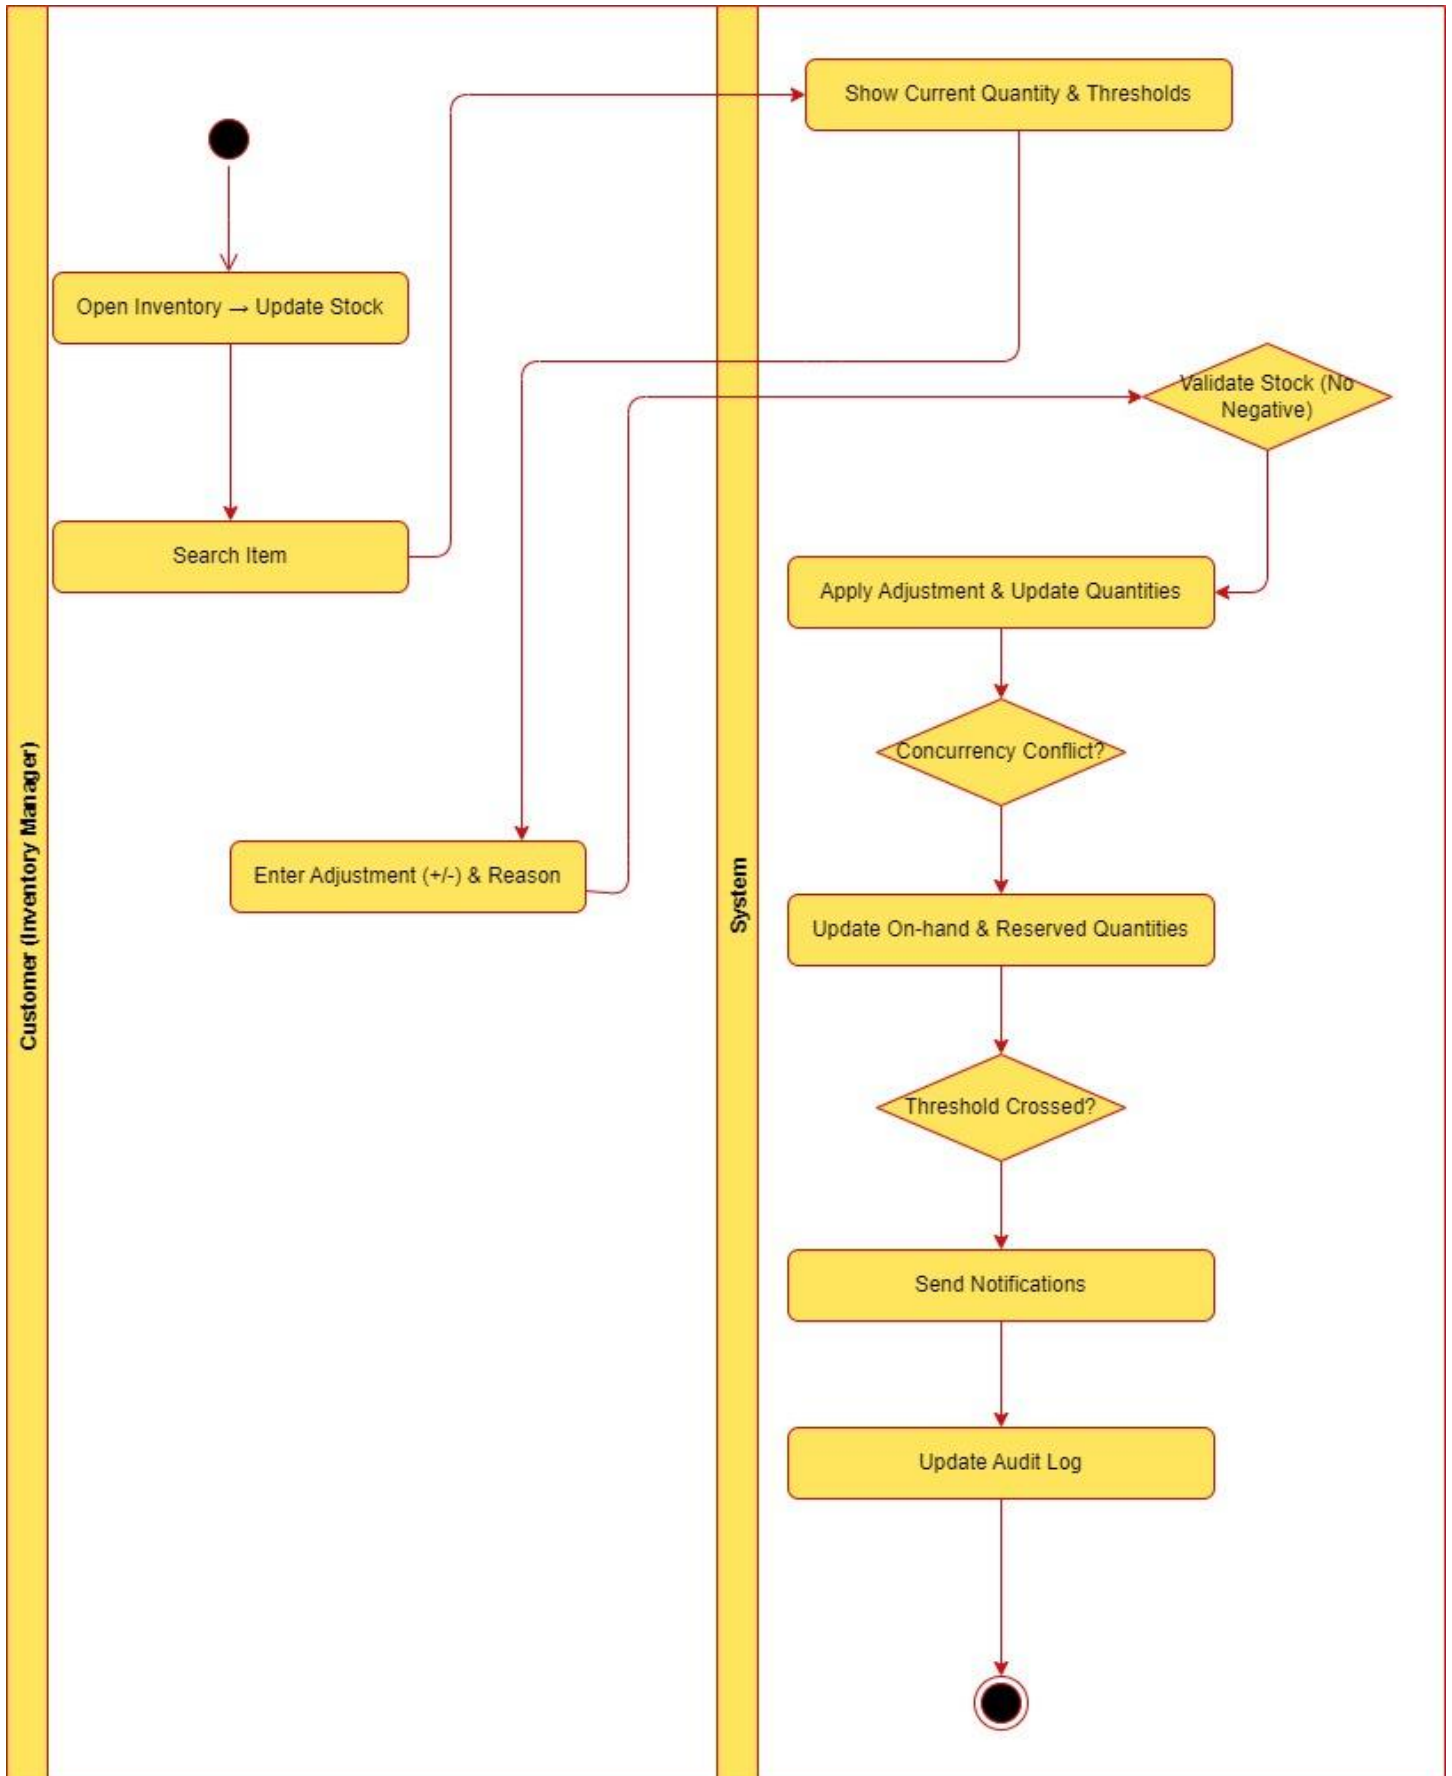 Customer (Inventory Manager)
Open Inventory → Update Stock
Search Item
Enter Adjustment (+/-) & Reason
System
Show Current Quantity & Thresholds
Validate Stock (No
Negative)
Apply Adjustment & Update Quantities
Concurrency Conflict?
Update On-hand & Reserved Quantities
Threshold Crossed?
Send Notifications
Update Audit Log